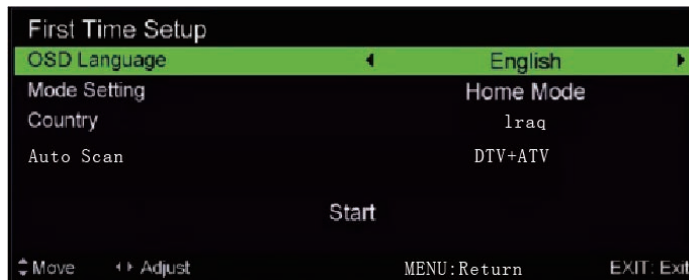 First Time Setup
OSD Language English
Mode Setting Home Mode
Country lraq
Auto Scan DTV+ATV
Start
Move Adjust MENU:Return EXIT: Exit